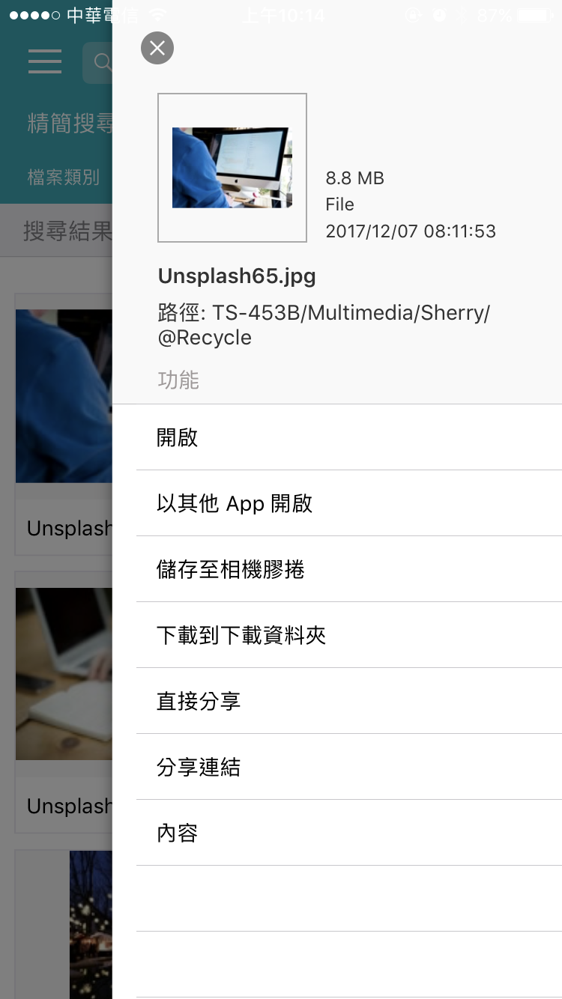 中華電信
上午10:14
87%
精簡搜尋
檔案類別
搜尋結果
8.8 MB
File
2017/12/07 08:11:53
Unsplash65.jpg
路徑: TS-453B/Multimedia/Sherry/
@Recycle
功能
開啟
以其他 App 開啟
儲存至相機膠捲
下載到下載資料夾
直接分享
分享連結
內容
Unsplash
Unsplash